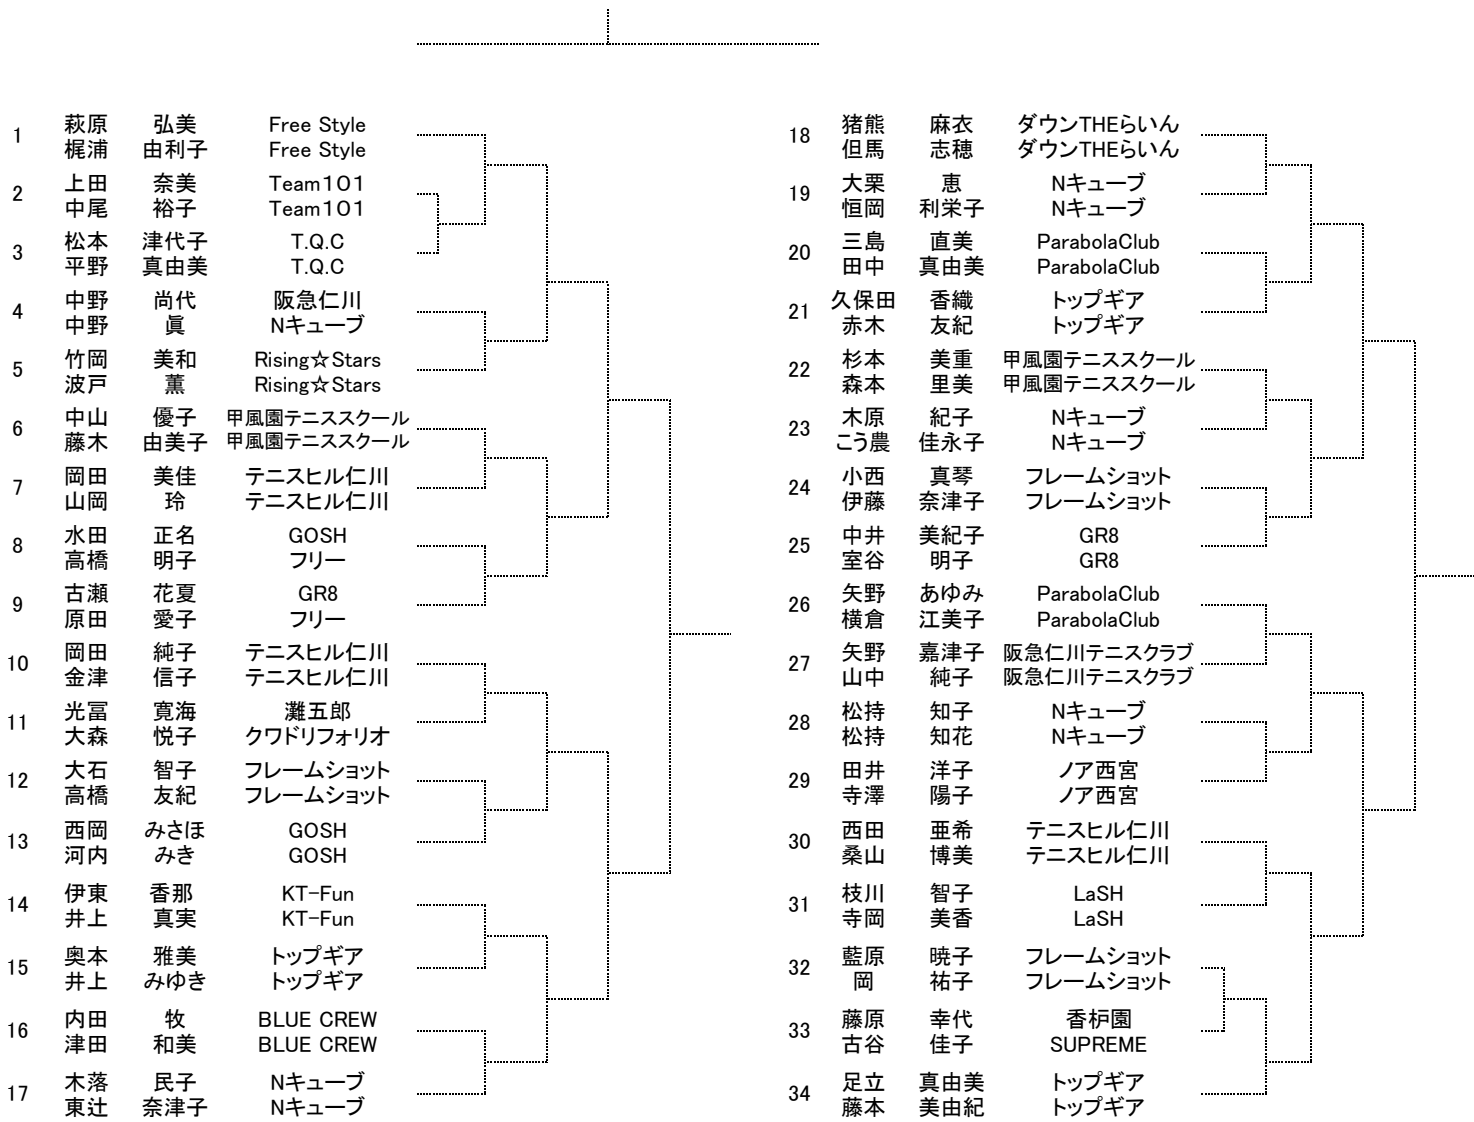 1 萩原 弘美 Free Style
梶浦 由利子 Free Style
2 上田 奈美 Team101
中尾 裕子 Team101
3 松本 津代子 T.Q.C
平野 真由美 T.Q.C
4 中野 尚代 阪急仁川
中野 眞 Nキューブ
5 竹岡 美和 Rising☆Stars
波戸 薫 Rising☆Stars
6 中山 優子 甲風園テニススクール
藤木 由美子 甲風園テニススクール
7 岡田 美佳 テニスヒル仁川
山岡 玲 テニスヒル仁川
8 水田 正名 GOSH
高橋 明子 フリー
9 古瀬 花夏 GR8
原田 愛子 フリー
10 岡田 純子 テニスヒル仁川
金津 信子 テニスヒル仁川
11 光冨 寛海 灘五郎
大森 悦子 クワドリフォリオ
12 大石 智子 フレームショット
高橋 友紀 フレームショット
13 西岡 みさほ GOSH
河内 みき GOSH
14 伊東 香那 KT-Fun
井上 真実 KT-Fun
15 奥本 雅美 トップギア
井上 みゆき トップギア
16 内田 牧 BLUE CREW
津田 和美 BLUE CREW
17 木落 民子 Nキューブ
東辻 奈津子 Nキューブ
18 猪熊 麻衣 ダウンTHEらいん
但馬 志穂 ダウンTHEらいん
19 大栗 恵 Nキューブ
恒岡 利栄子 Nキューブ
20 三島 直美 ParabolaClub
田中 真由美 ParabolaClub
21 久保田 香織 トップギア
赤木 友紀 トップギア
22 杉本 美重 甲風園テニススクール
森本 里美 甲風園テニススクール
23 木原 紀子 Nキューブ
こう農 佳永子 Nキューブ
24 小西 真琴 フレームショット
伊藤 奈津子 フレームショット
25 中井 美紀子 GR8
室谷 明子 GR8
26 矢野 あゆみ ParabolaClub
横倉 江美子 ParabolaClub
27 矢野 嘉津子 阪急仁川テニスクラブ
山中 純子 阪急仁川テニスクラブ
28 松持 知子 Nキューブ
松持 知花 Nキューブ
29 田井 洋子 ノア西宮
寺澤 陽子 ノア西宮
30 西田 亜希 テニスヒル仁川
桑山 博美 テニスヒル仁川
31 枝川 智子 LaSH
寺岡 美香 LaSH
32 藍原 暁子 フレームショット
岡 祐子 フレームショット
33 藤原 幸代 香枦園
古谷 佳子 SUPREME
34 足立 真由美 トップギア
藤本 美由紀 トップギア